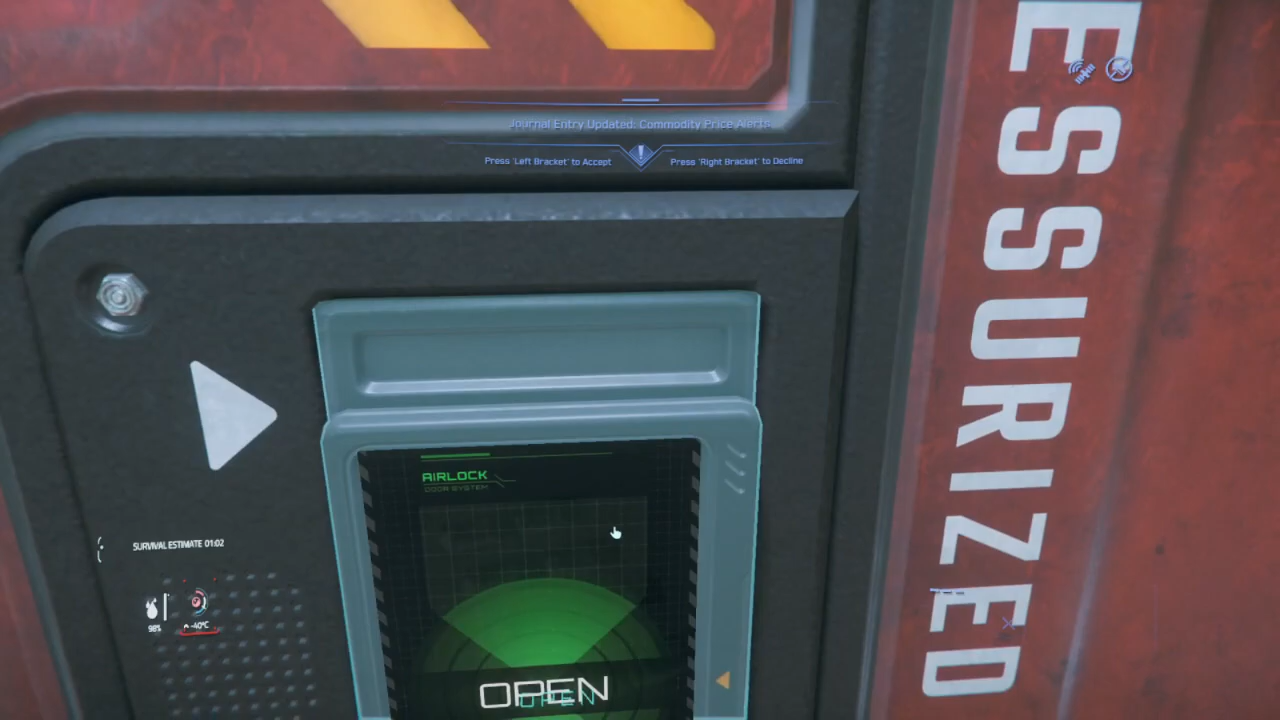 Journal Entry Updated: Commodity Price Alerts
Press 'Left Bracket' to Accept
Press 'Right Bracket' to Decline
ESSURIZED
AIRLOCK
DOOR SYSTEM
SURVIVAL ESTIMATE 01:02
98%
-40°C
OPEN
OPEN